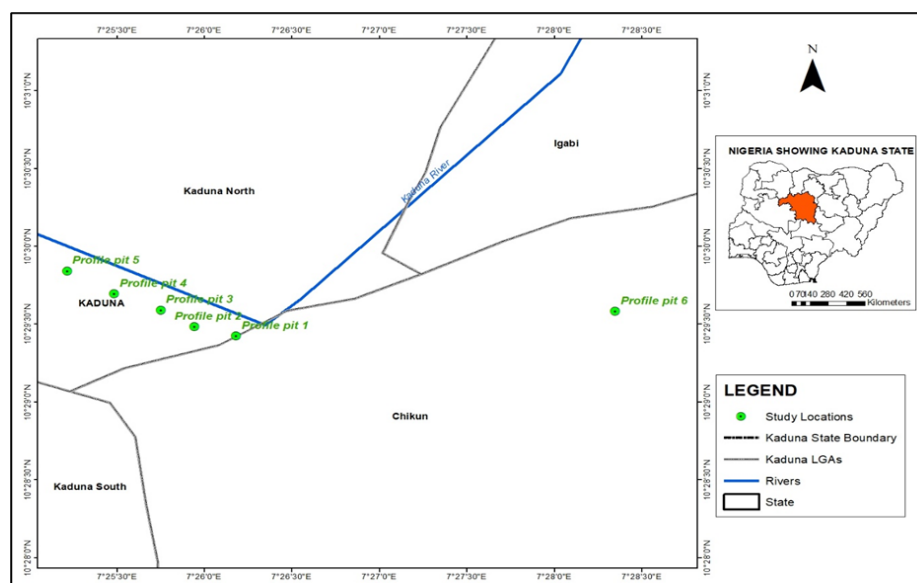 7°25'30"E 7°26'0"E 7°26'30"E 7°27'0"E 7°27'30"E 7°28'0"E 7°28'30"E
N
10°31'0"N
10°31'0"N
Igabi
NIGERIA SHOWING KADUNA STATE
Kaduna River
10°30'30"N
10°30'30"N
Kaduna North
10°30'0"N
10°30'0"N
Profile pit 5
Profile pit 4
KADUNA
Profile pit 3
Profile pit 2
Profile pit 1
Profile pit 6
0 70 140 280 420 560
Kilometers
10°29'30"N
10°29'30"N
10°29'0"N
10°29'0"N
Chikun
LEGEND
Study Locations
Kaduna State Boundary
Kaduna LGAs
Rivers
State
Kaduna South
10°28'30"N
10°28'30"N
10°28'0"N
10°28'0"N
7°25'30"E 7°26'0"E 7°26'30"E 7°27'0"E 7°27'30"E 7°28'0"E 7°28'30"E